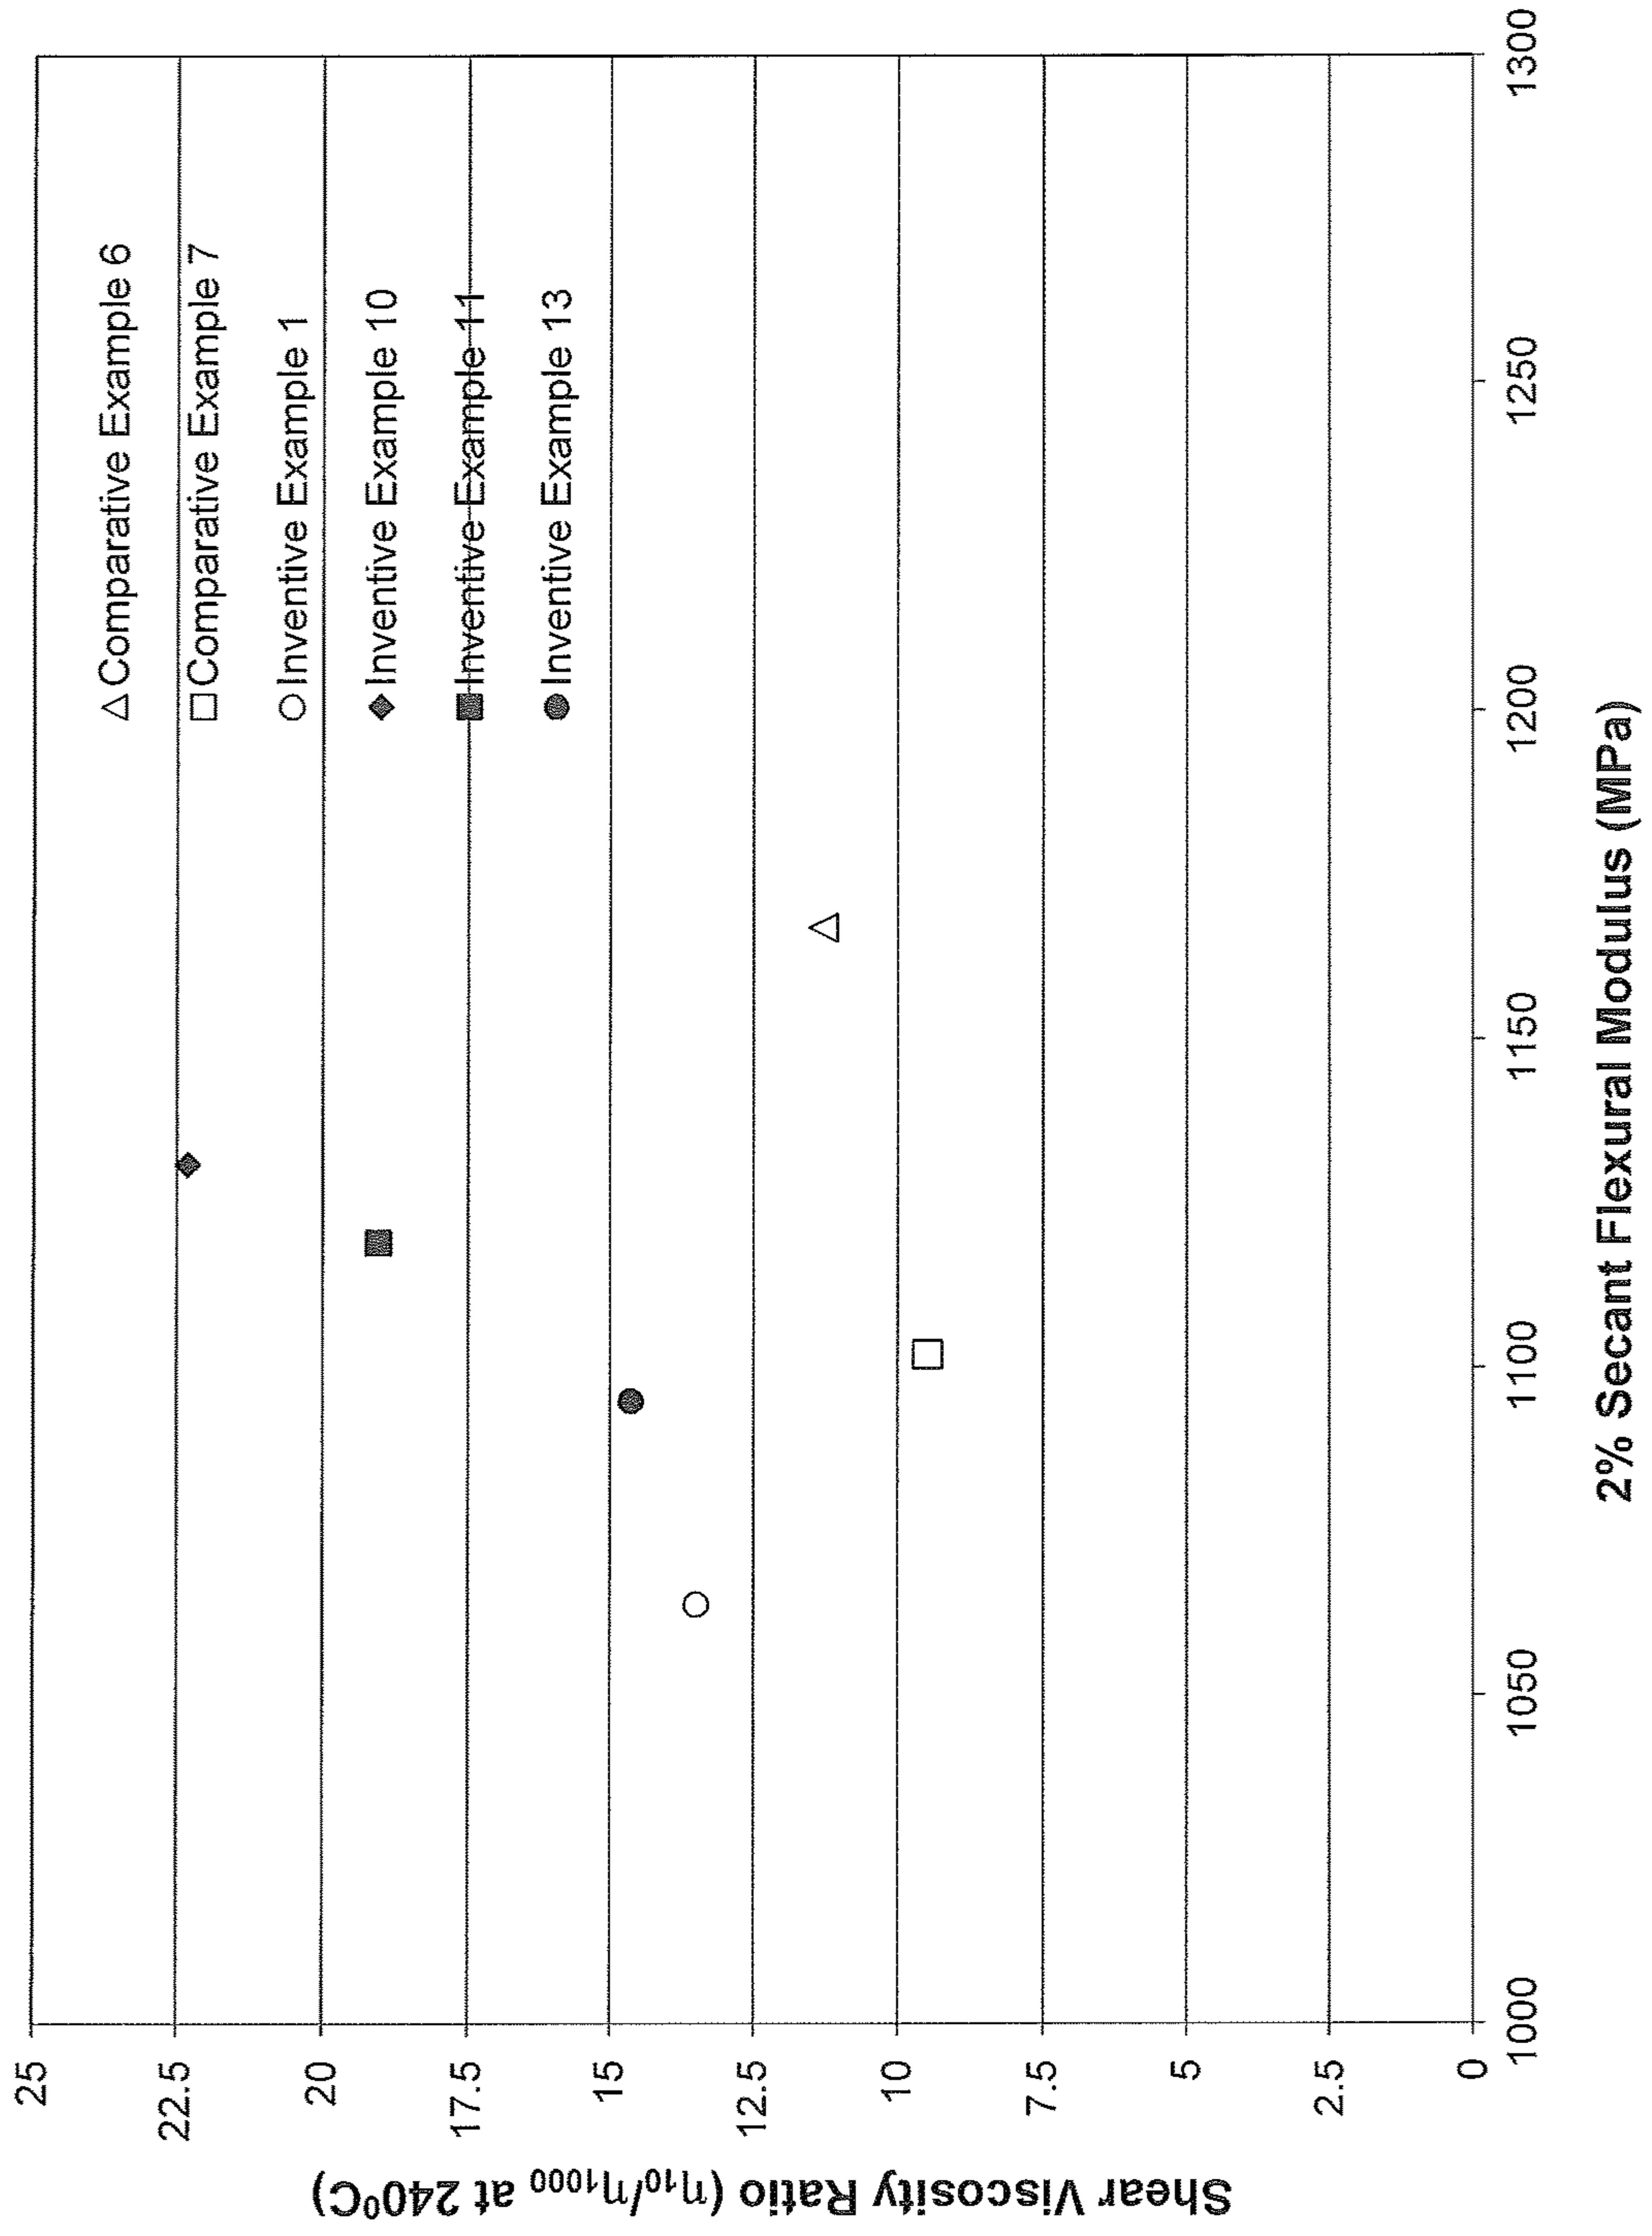 Shear Viscosity Ratio (η10/η1000 at 240⁰C)
25
22.5
20
17.5
15
12.5
10
7.5
5
2.5
0
△ Comparative Example 6
□ Comparative Example 7
○ Inventive Example 1
◆ Inventive Example 10
■ Inventive Example 11
● Inventive Example 13
1000 1050 1100 1150 1200 1250 1300
2% Secant Flexural Modulus (MPa)